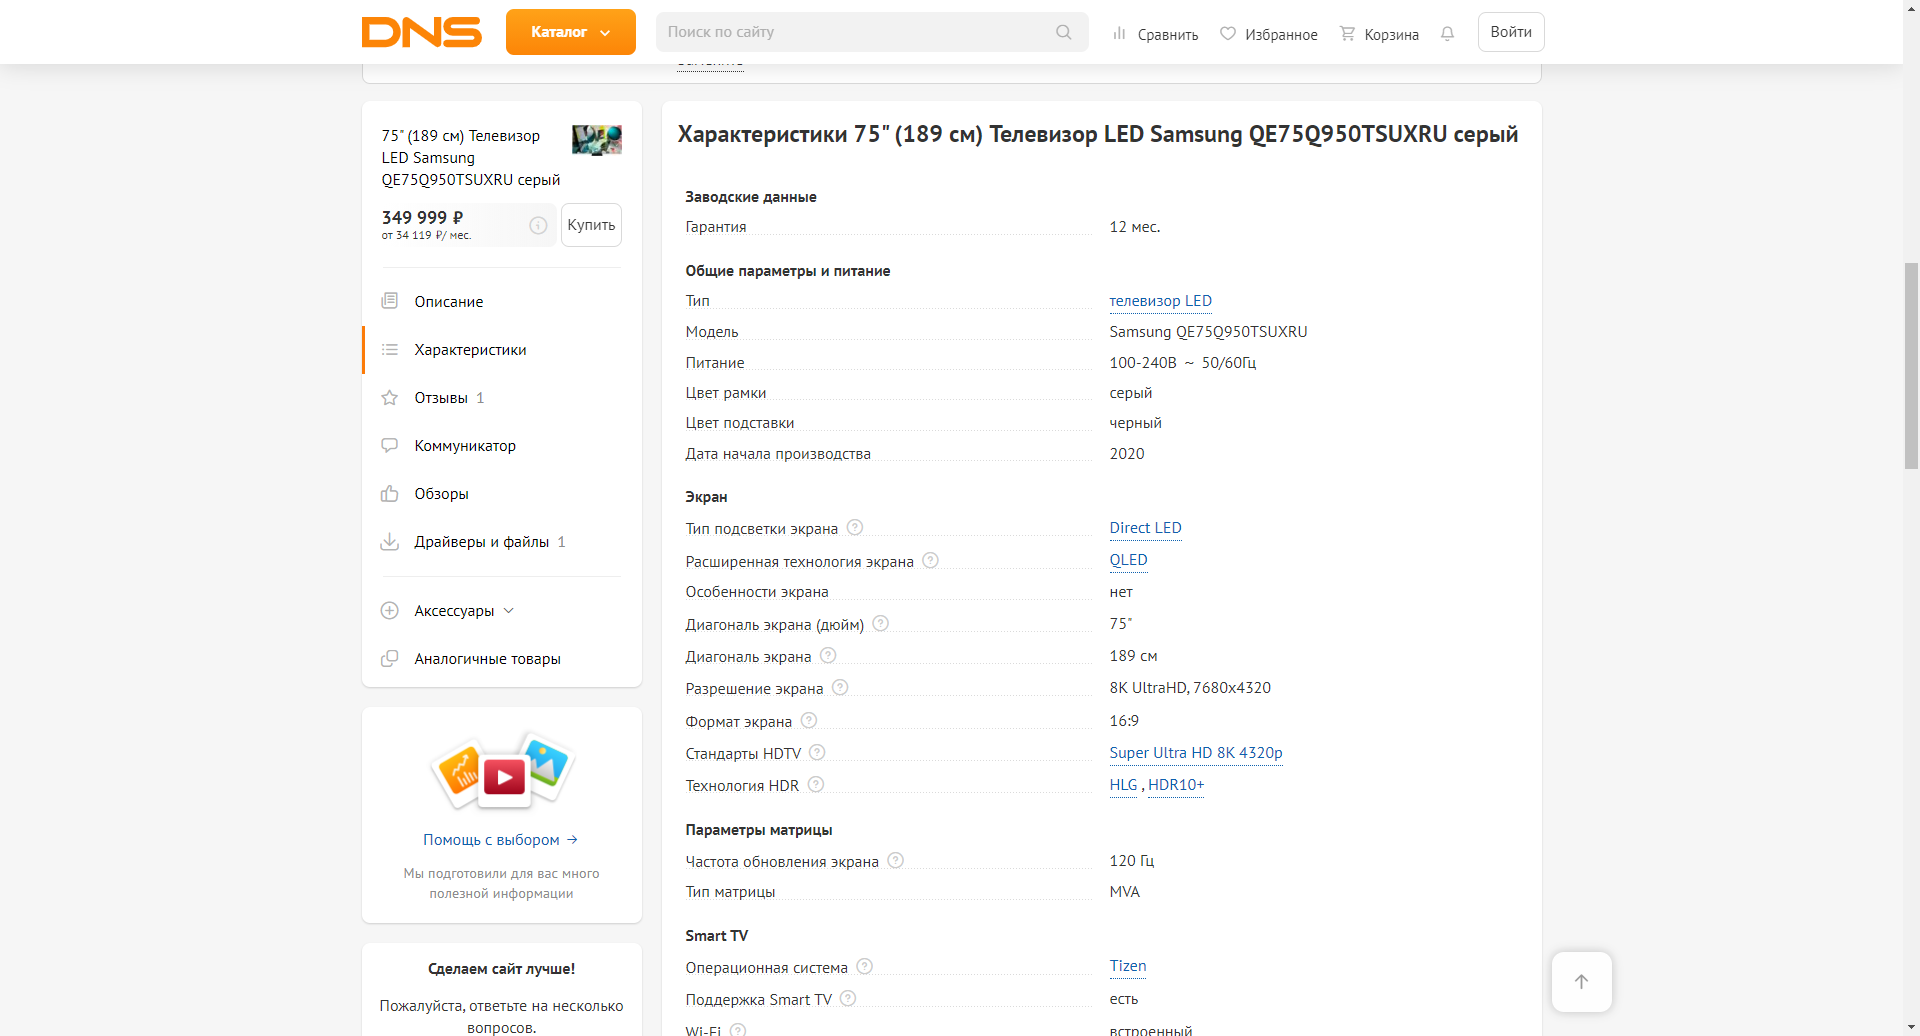 DNS
Каталог
Поиск по сайту
Сравнить
Избранное
Корзина
Войти
75" (189 см) Телевизор
LED Samsung
QE75Q950TSUXRU серый
349 999 ₽
от 34 119 ₽/ мес.
Купить
Описание
Характеристики
Отзывы 1
Коммуникатор
Обзоры
Драйверы и файлы 1
Аксессуары
Аналогичные товары
Помощь с выбором →
Мы подготовили для вас много
полезной информации
Сделаем сайт лучше!
Пожалуйста, ответьте на несколько
вопросов.
Характеристики 75" (189 см) Телевизор LED Samsung QE75Q950TSUXRU серый
Заводские данные
Гарантия 12 мес.
Общие параметры и питание
Тип телевизор LED
Модель Samsung QE75Q950TSUXRU
Питание 100-240В ~ 50/60Гц
Цвет рамки серый
Цвет подставки черный
Дата начала производства 2020
Экран
Тип подсветки экрана Direct LED
Расширенная технология экрана QLED
Особенности экрана нет
Диагональ экрана (дюйм) 75"
Диагональ экрана 189 см
Разрешение экрана 8K UltraHD, 7680x4320
Формат экрана 16:9
Стандарты HDTV Super Ultra HD 8K 4320p
Технология HDR HLG , HDR10+
Параметры матрицы
Частота обновления экрана 120 Гц
Тип матрицы MVA
Smart TV
Операционная система Tizen
Поддержка Smart TV есть
Wi-Fi встроенный